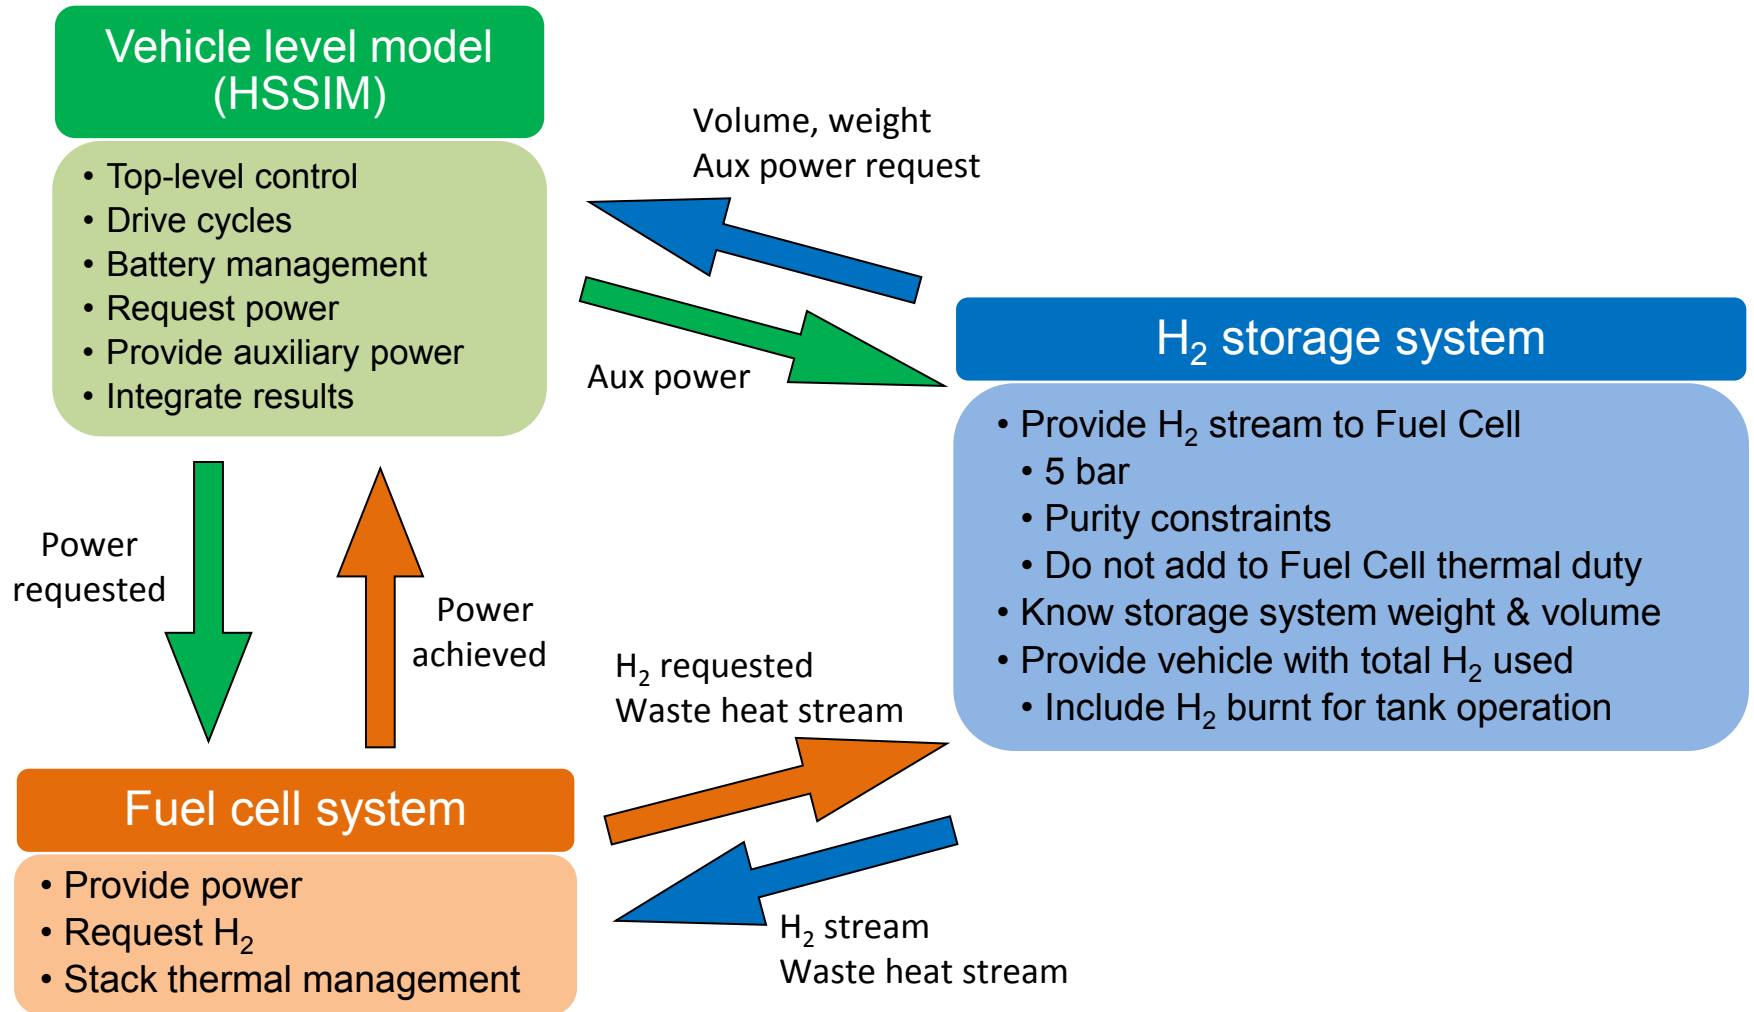 Vehicle level model
(HSSIM)
• Top-level control
• Drive cycles
• Battery management
• Request power
• Provide auxiliary power
• Integrate results
Volume, weight
Aux power request
Aux power
H₂ storage system
• Provide H₂ stream to Fuel Cell
• 5 bar
• Purity constraints
• Do not add to Fuel Cell thermal duty
• Know storage system weight & volume
• Provide vehicle with total H₂ used
• Include H₂ burnt for tank operation
Power
requested
Power
achieved
H₂ requested
Waste heat stream
Fuel cell system
• Provide power
• Request H₂
• Stack thermal management
H₂ stream
Waste heat stream